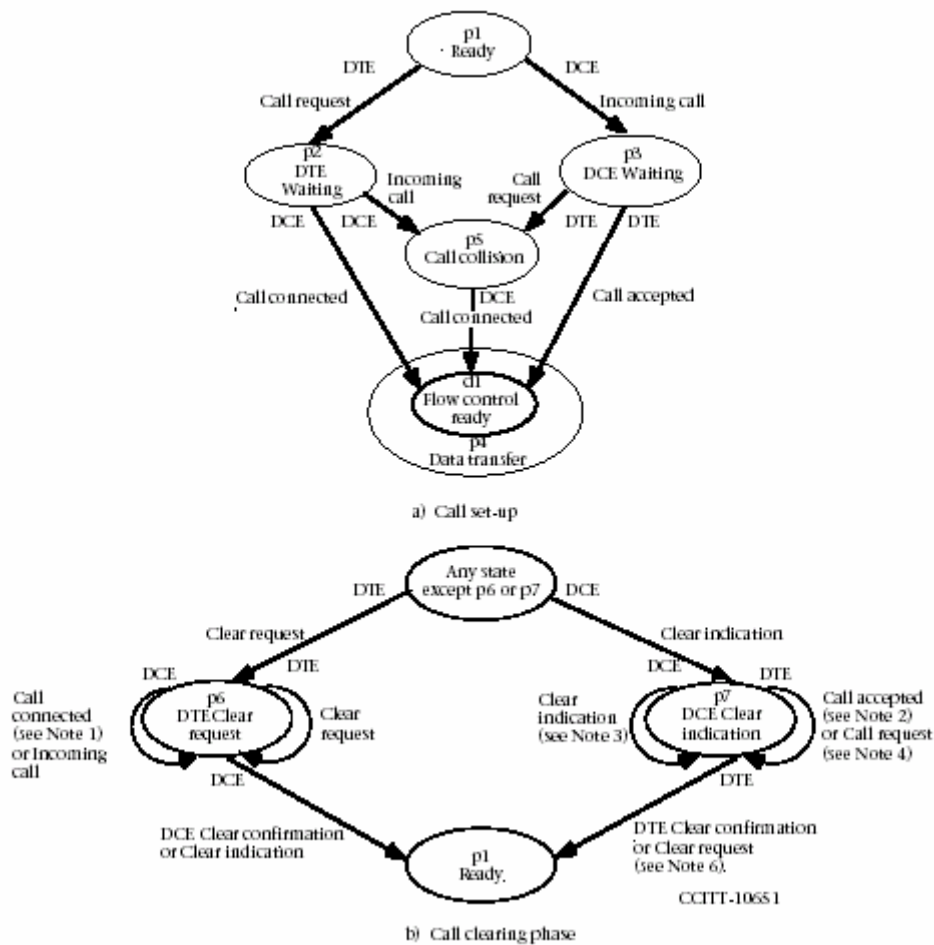 p1
Ready
DTE
DCE
Call request
Incoming call
p2
DTE
Waiting
p3
DCE Waiting
Incoming
call
Call
request
DCE
DCE
DTE
DTE
p5
Call collision
Call connected
DCE
Call connected
Call accepted
d1
Flow control
ready
p4
Data transfer
a) Call set-up
Any state
except p6 or p7
DTE
DCE
Clear request
Clear indication
DCE
DTE
DCE
DTE
Call
connected
(see Note 1)
or Incoming
call
p6
DTE Clear
request
Clear
request
Clear
indication
(see Note 3)
p7
DCE Clear
indication
Call accepted
(see Note 2)
or Call request
(see Note 4)
DCE
DTE
DCE Clear confirmation
or Clear indication
DTE Clear confirmation
or Clear request
(see Note 6).
p1
Ready
CCITT-10651
b) Call clearing phase